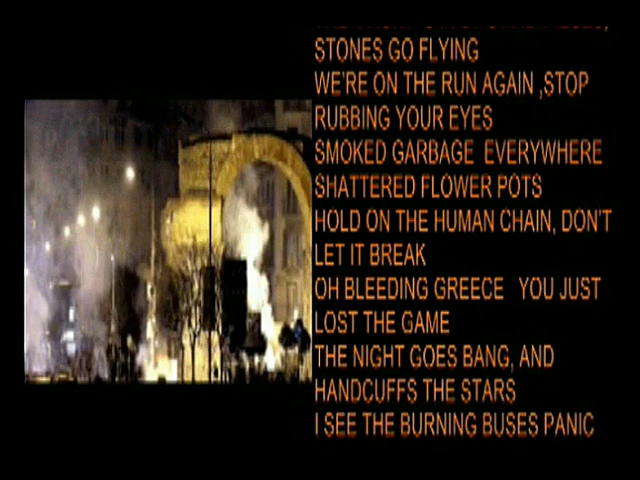 STONES GO FLYING
WE'RE ON THE RUN AGAIN ,STOP
RUBBING YOUR EYES
SMOKED GARBAGE EVERYWHERE
SHATTERED FLOWER POTS
HOLD ON THE HUMAN CHAIN, DON'T
LET IT BREAK
OH BLEEDING GREECE YOU JUST
LOST THE GAME
THE NIGHT GOES BANG, AND
HANDCUFFS THE STARS
I SEE THE BURNING BUSES PANIC